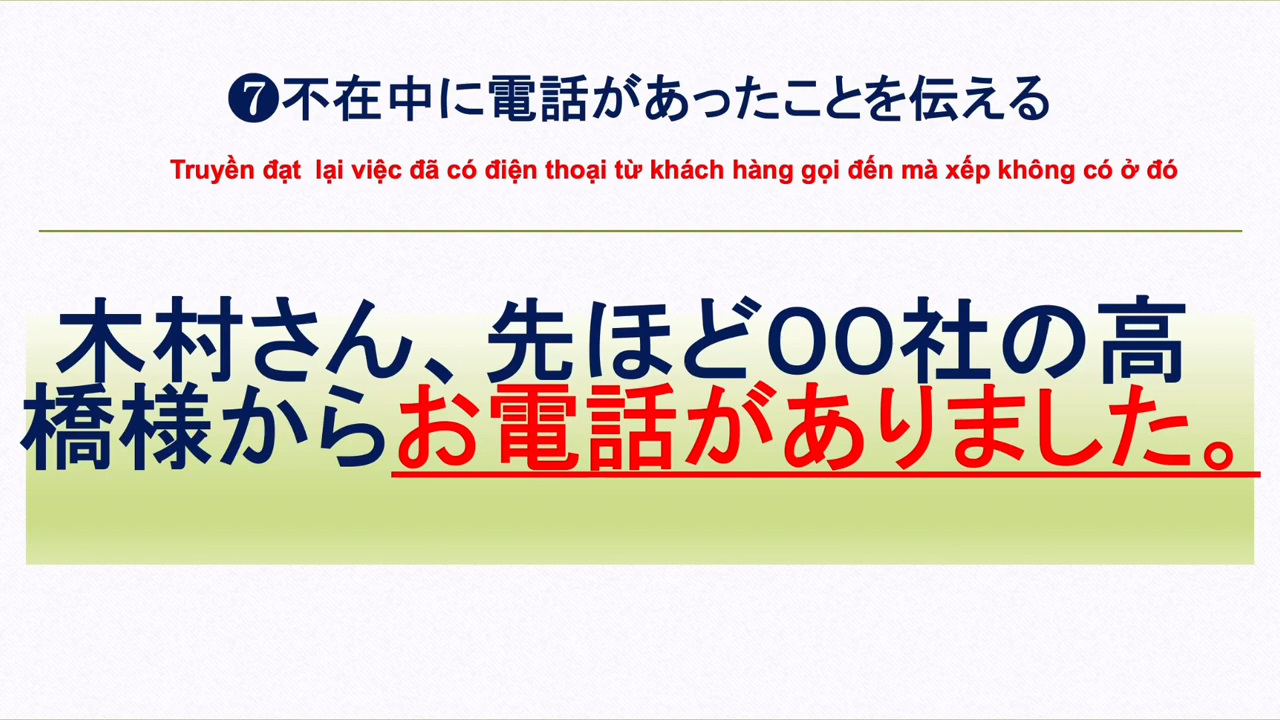 ❼不在中に電話があったことを伝える
Truyền đạt lại việc đã có điện thoại từ khách hàng gọi đến mà xếp không có ở đó
木村さん、先ほど〇〇社の高
橋様からお電話がありました。